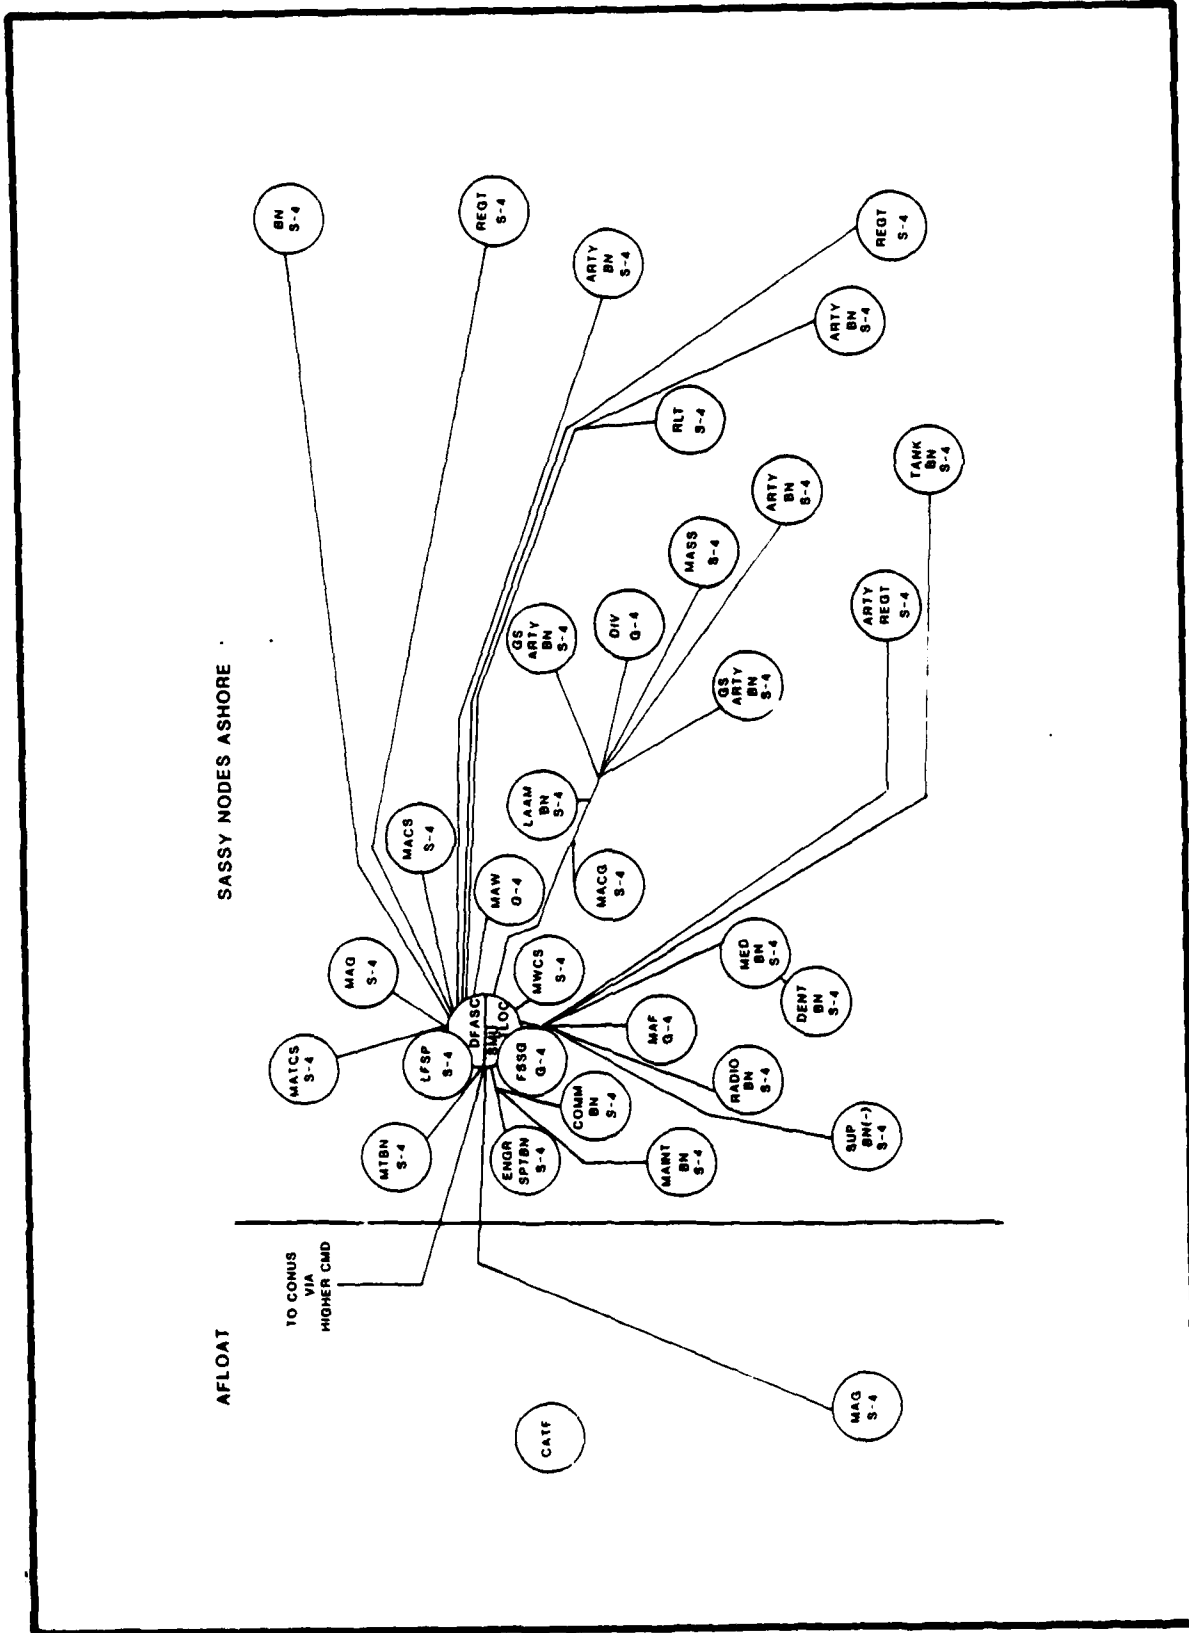 AFLOAT
SASSY NODES ASHORE
TO CONUS
VIA
HIGHER CMD
CATF
MAG
S-4
MATCS
S-4
MTBN
S-4
LFSP
S-4
DFASC
SMU
LOC
FSSG
G-4
ENGR
SPTBN
S-4
COMM
BN
S-4
MAINT
BN
S-4
MAG
S-4
MACS
S-4
MAW
G-4
MWCS
S-4
MAF
G-4
RADIO
BN
S-4
SUP
BN(-)
S-4
MED
BN
S-4
DENT
BN
S-4
MACG
S-4
LAAM
BN
S-4
GS
ARTY
BN
S-4
DIV
G-4
MASS
S-4
GS
ARTY
BN
S-4
ARTY
BN
S-4
ARTY
REGT
S-4
TANK
BN
S-4
RLT
S-4
ARTY
BN
S-4
REGT
S-4
ARTY
BN
S-4
REGT
S-4
BN
S-4